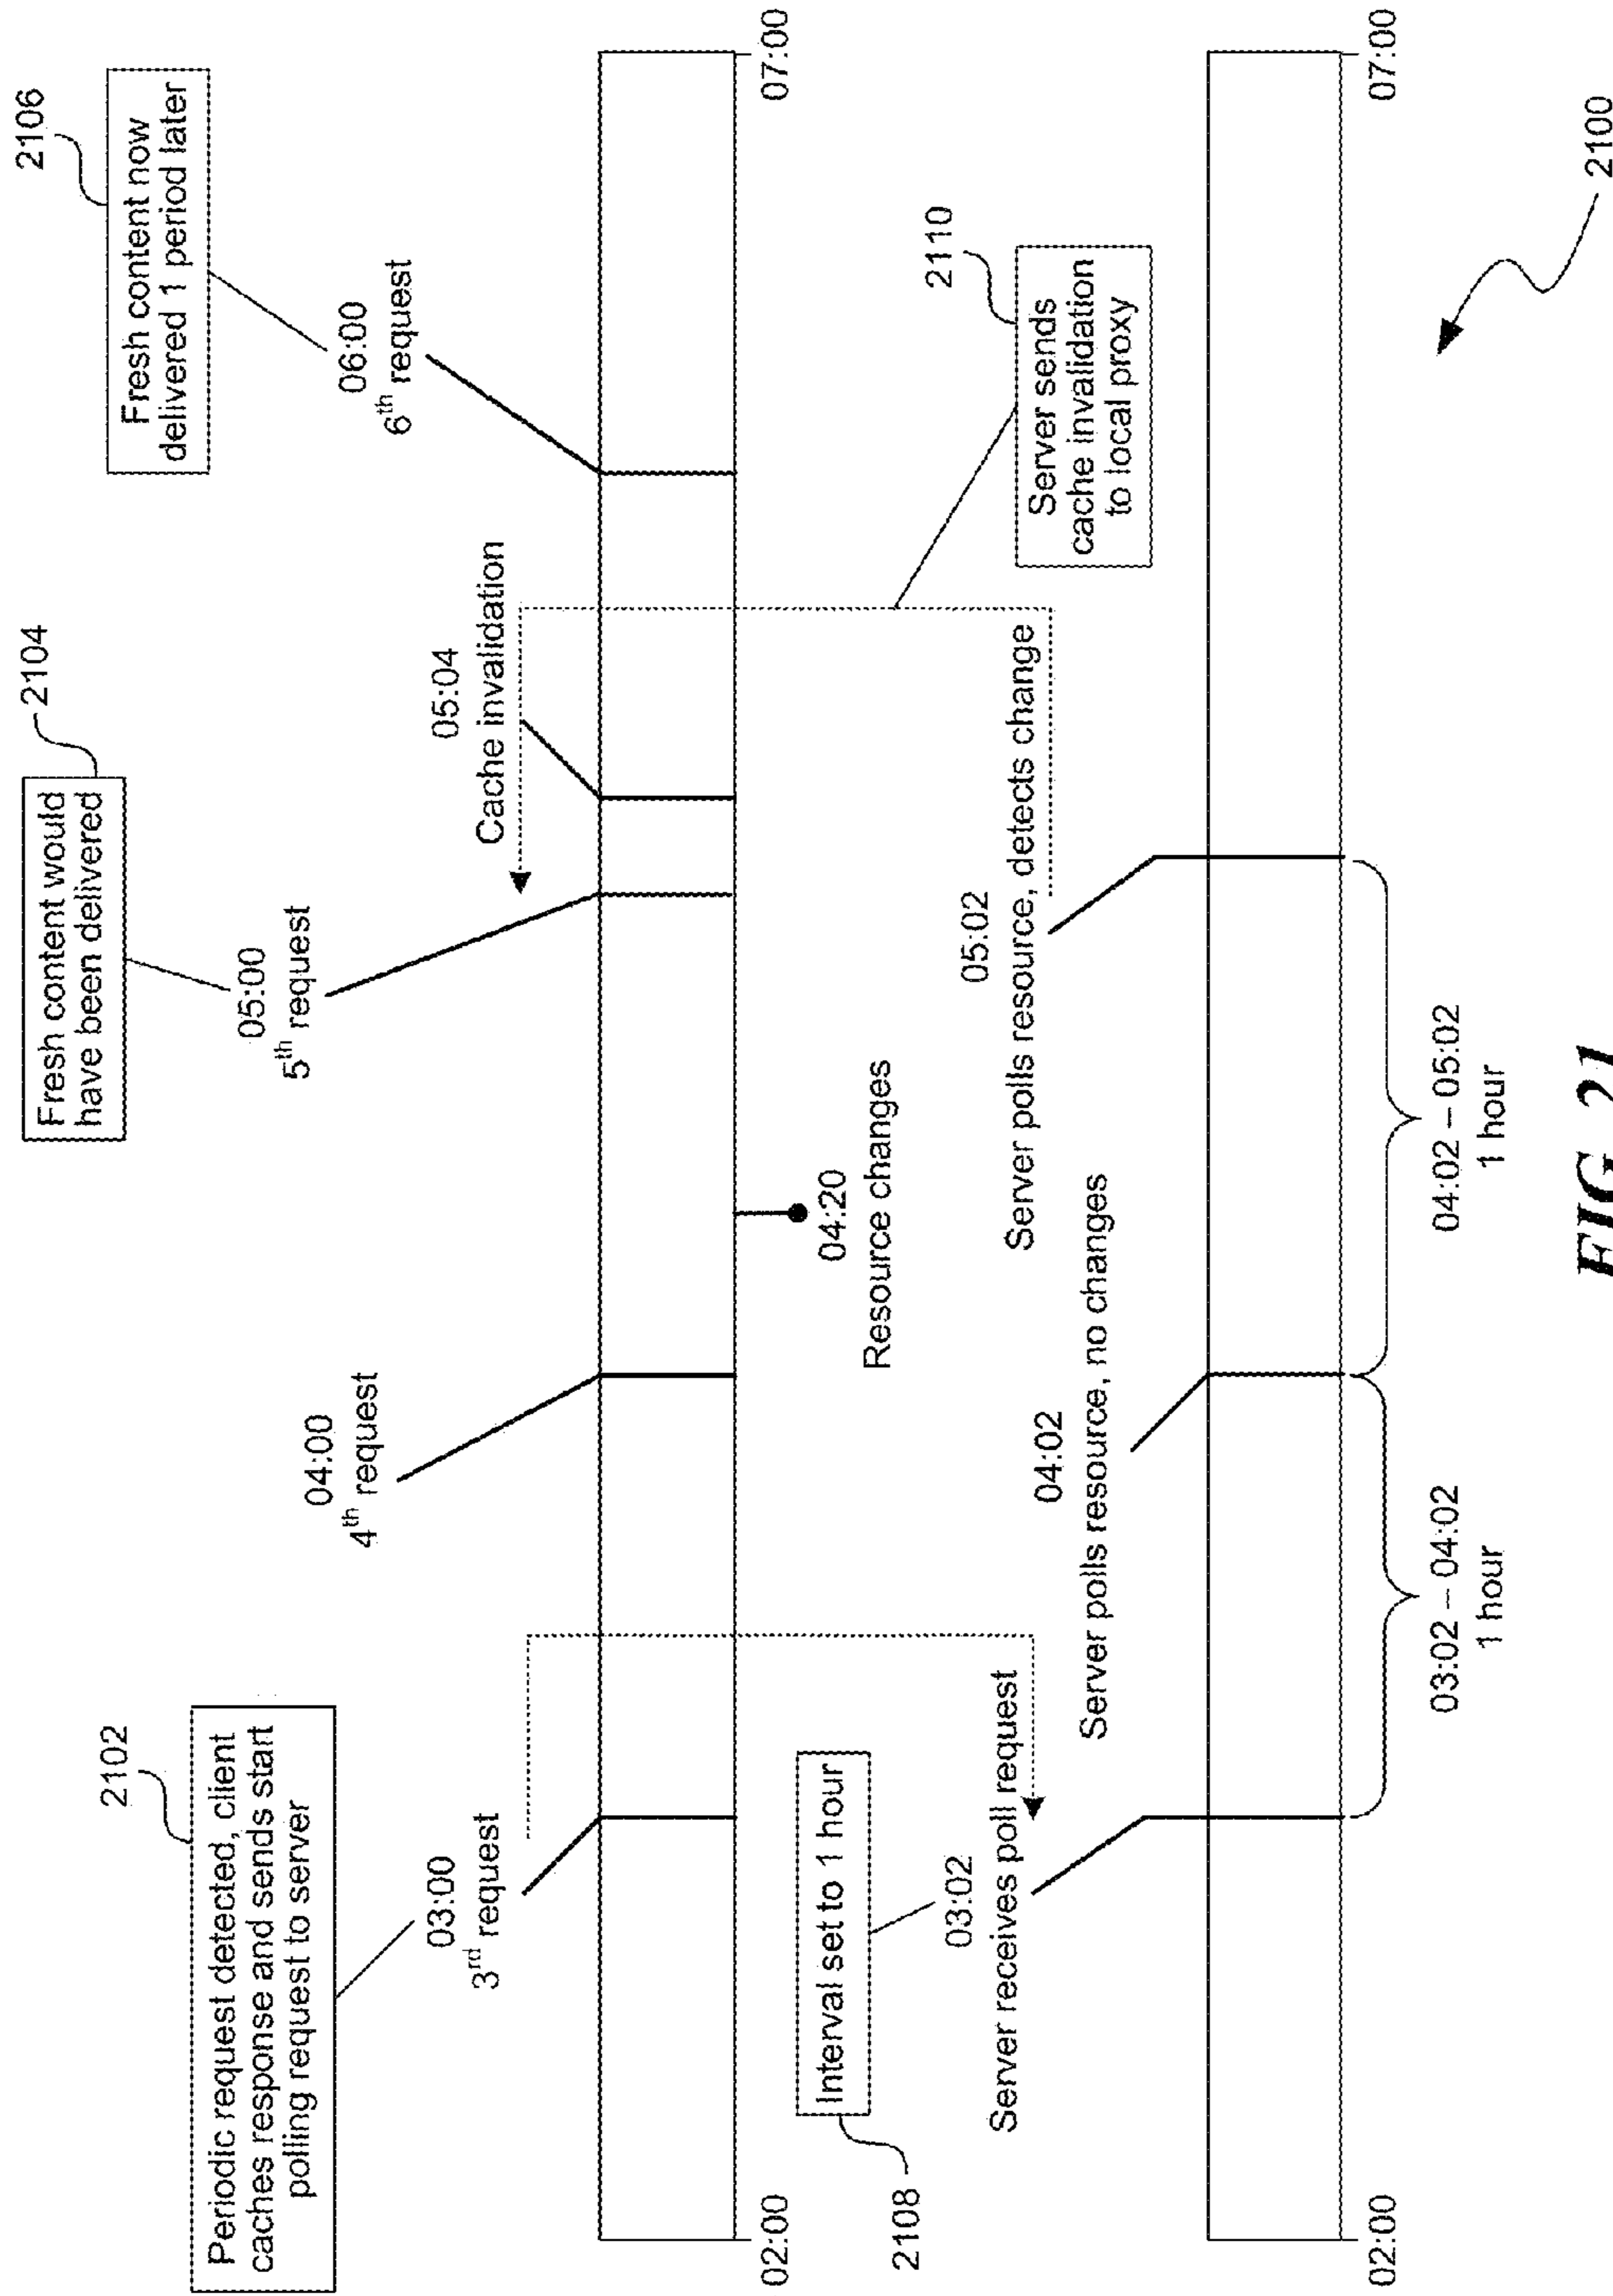 2102
Periodic request detected, client
caches response and sends start
polling request to server
2104
Fresh content would
have been delivered
2106
Fresh content now
delivered 1 period later
03:00
3rd request
04:00
4th request
05:00
5th request
05:04
Cache invalidation
06:00
6th request
02:00
07:00
04:20
Resource changes
2108
Interval set to 1 hour
03:02
Server receives poll request
04:02
Server polls resource, no changes
05:02
Server polls resource, detects change
2110
Server sends
cache invalidation
to local proxy
02:00
07:00
03:02 – 04:02
1 hour
04:02 – 05:02
1 hour
2100
FIG. 21